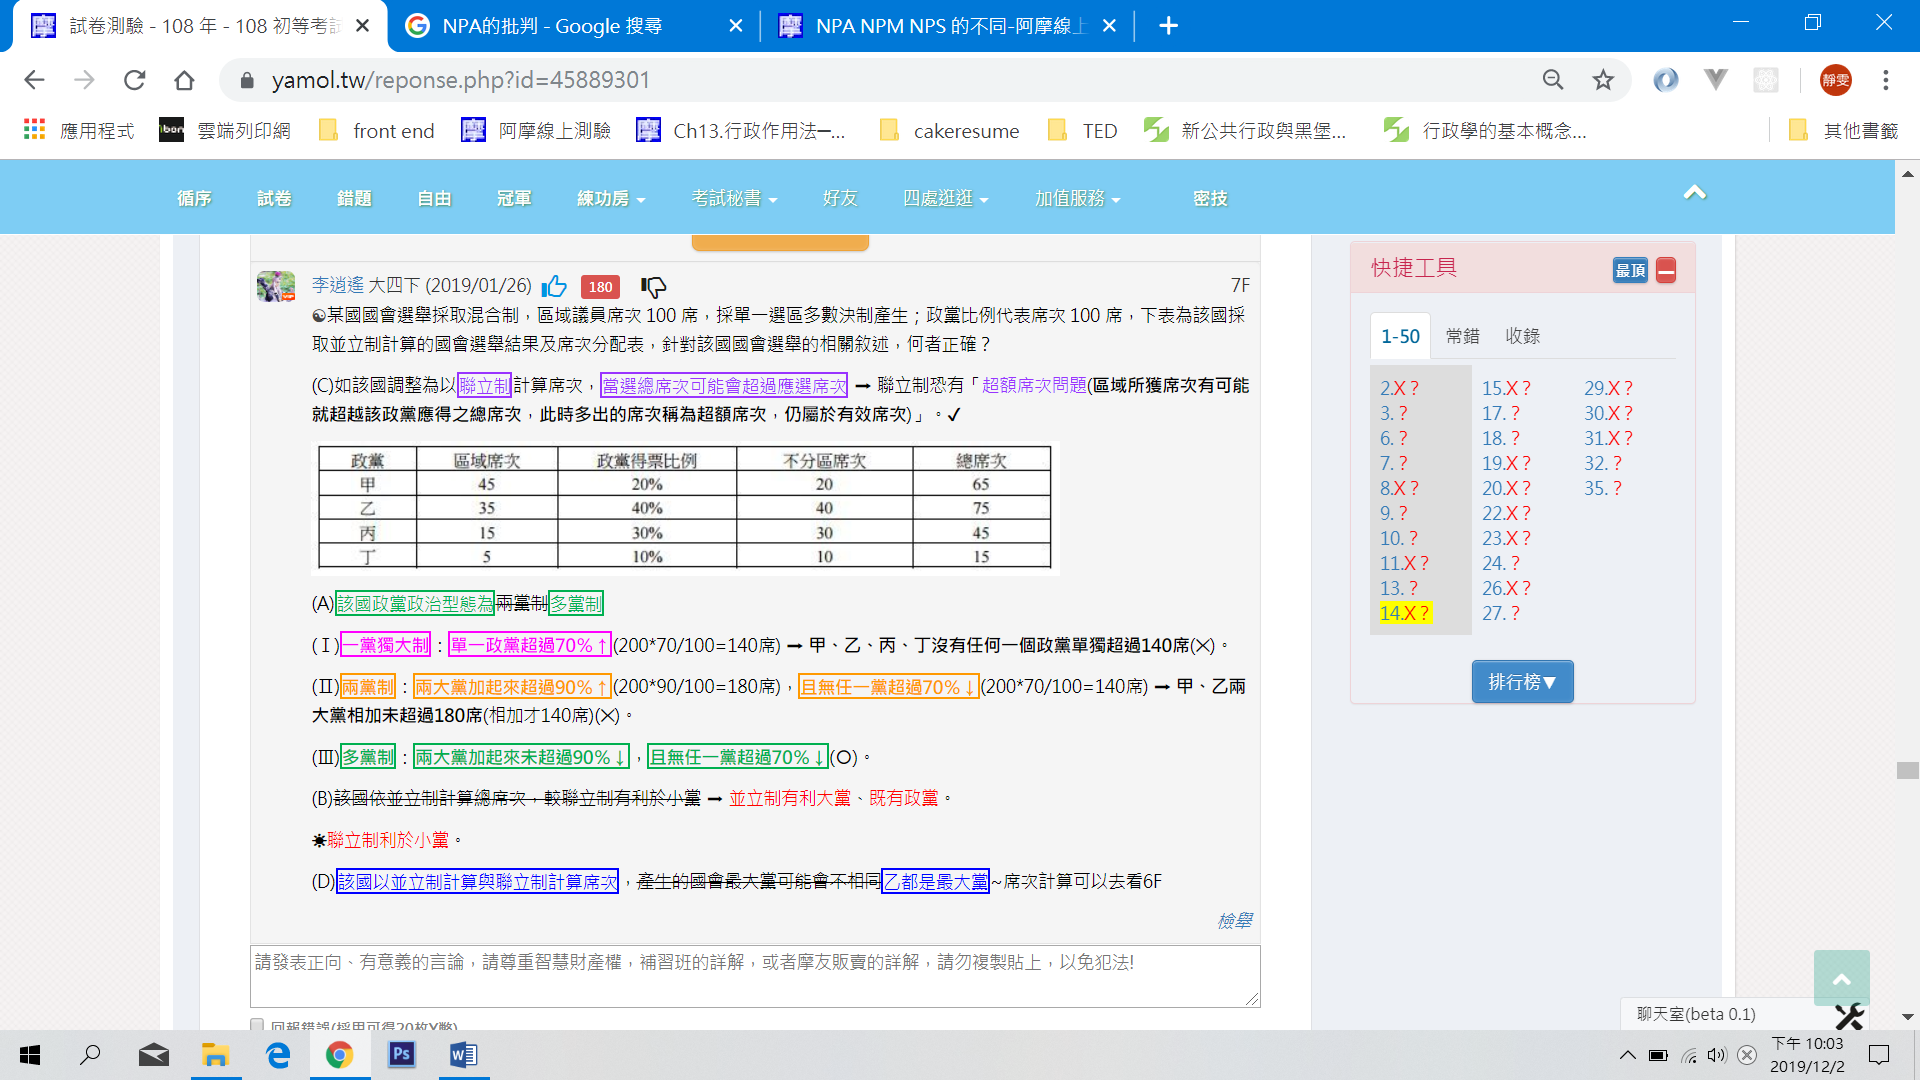 試卷測驗 - 108 年 - 108 初等考試
NPA的批判 - Google 搜尋
NPA NPM NPS 的不同-阿摩線上
yamol.tw/reponse.php?id=45889301
靜雯
應用程式
ibon
雲端列印網
front end
阿摩線上測驗
Ch13.行政作用法─...
cakeresume
TED
新公共行政與黑堡...
行政學的基本概念...
其他書籤
循序 試卷 錯題 自由 冠軍 練功房 考試秘書 好友 四處逛逛 加值服務 密技
李逍遙 大四下 (2019/01/26) 180 7F
☯某國國會選舉採取混合制，區域議員席次 100 席，採單一選區多數決制產生；政黨比例代表席次 100 席，下表為該國採
取並立制計算的國會選舉結果及席次分配表，針對該國國會選舉的相關敘述，何者正確？
(C)如該國調整為以聯立制計算席次，當選總席次可能會超過應選席次 ➞ 聯立制恐有「超額席次問題(區域所獲席次有可能
就超越該政黨應得之總席次，此時多出的席次稱為超額席次，仍屬於有效席次)」。✓
政黨 區域席次 政黨得票比例 不分區席次 總席次
甲 45 20% 20 65
乙 35 40% 40 75
丙 15 30% 30 45
丁 5 10% 10 15
(A)該國政黨政治型態為兩黨制多黨制
(Ⅰ)一黨獨大制：單一政黨超過70%↑(200*70/100=140席) ➞ 甲、乙、丙、丁沒有任何一個政黨單獨超過140席(✕)。
(Ⅱ)兩黨制：兩大黨加起來超過90%↑(200*90/100=180席)，且無任一黨超過70%↓(200*70/100=140席) ➞ 甲、乙兩
大黨相加未超過180席(相加才140席)(✕)。
(Ⅲ)多黨制：兩大黨加起來未超過90%↓，且無任一黨超過70%↓(〇)。
(B)該國依並立制計算總席次，較聯立制有利於小黨 ➞ 並立制有利大黨、既有政黨。
☀聯立制利於小黨。
(D)該國以並立制計算與聯立制計算席次，產生的國會最大黨可能會不相同乙都是最大黨~席次計算可以去看6F
檢舉
請發表正向、有意義的言論，請尊重智慧財產權，補習班的詳解，或者摩友販賣的詳解，請勿複製貼上，以免犯法!
回報錯誤(採用可得20枚Y幣)
快捷工具 最頂
1-50 常錯 收錄
2.X ? 15.X ? 29.X ?
3. ? 17. ? 30.X ?
6. ? 18. ? 31.X ?
7. ? 19.X ? 32. ?
8.X ? 20.X ? 35. ?
9. ? 22.X ?
10. ? 23.X ?
11.X ? 24. ?
13. ? 26.X ?
14.X ? 27. ?
排行榜▼
聊天室(beta 0.1)
Ps
下午 10:03
2019/12/2